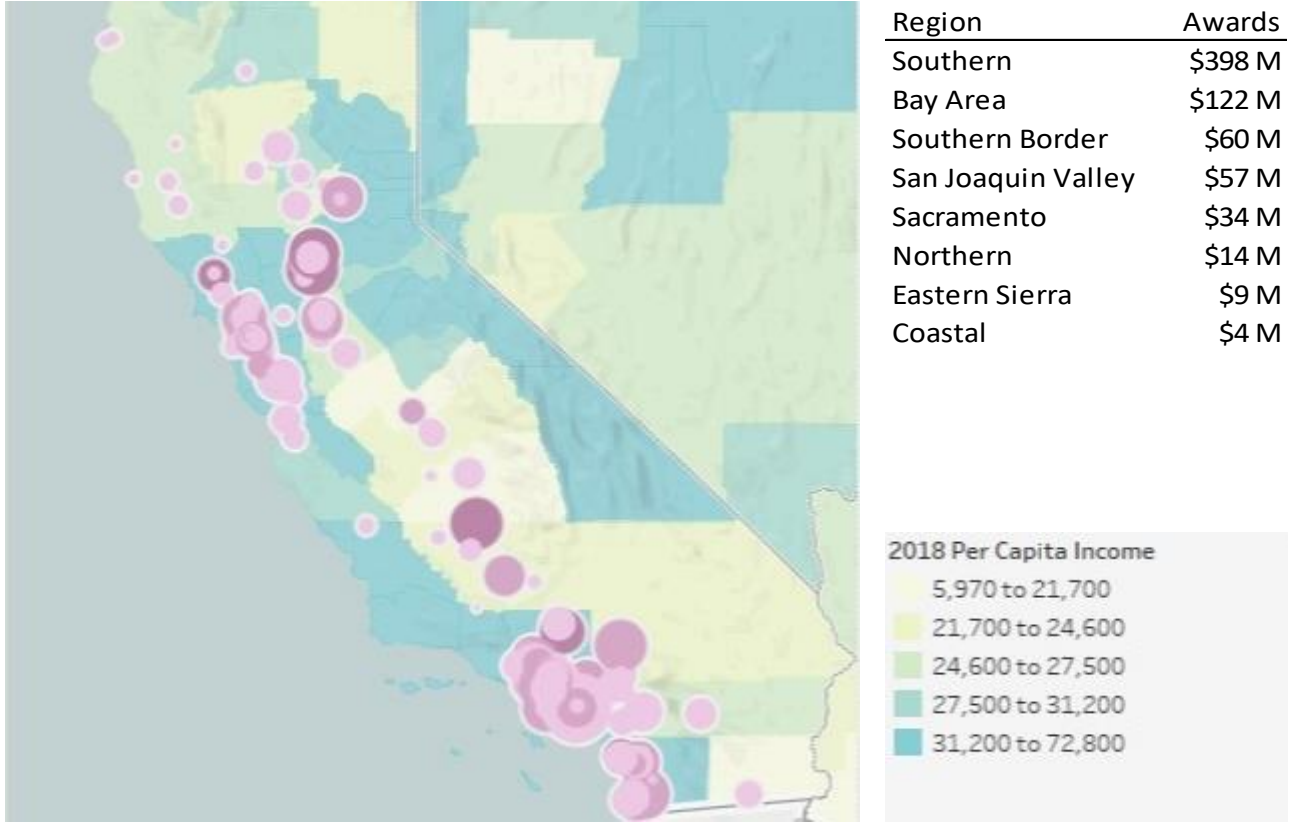 Region Awards
Southern $398 M
Bay Area $122 M
Southern Border $60 M
San Joaquin Valley $57 M
Sacramento $34 M
Northern $14 M
Eastern Sierra $9 M
Coastal $4 M
2018 Per Capita Income
5,970 to 21,700
21,700 to 24,600
24,600 to 27,500
27,500 to 31,200
31,200 to 72,800